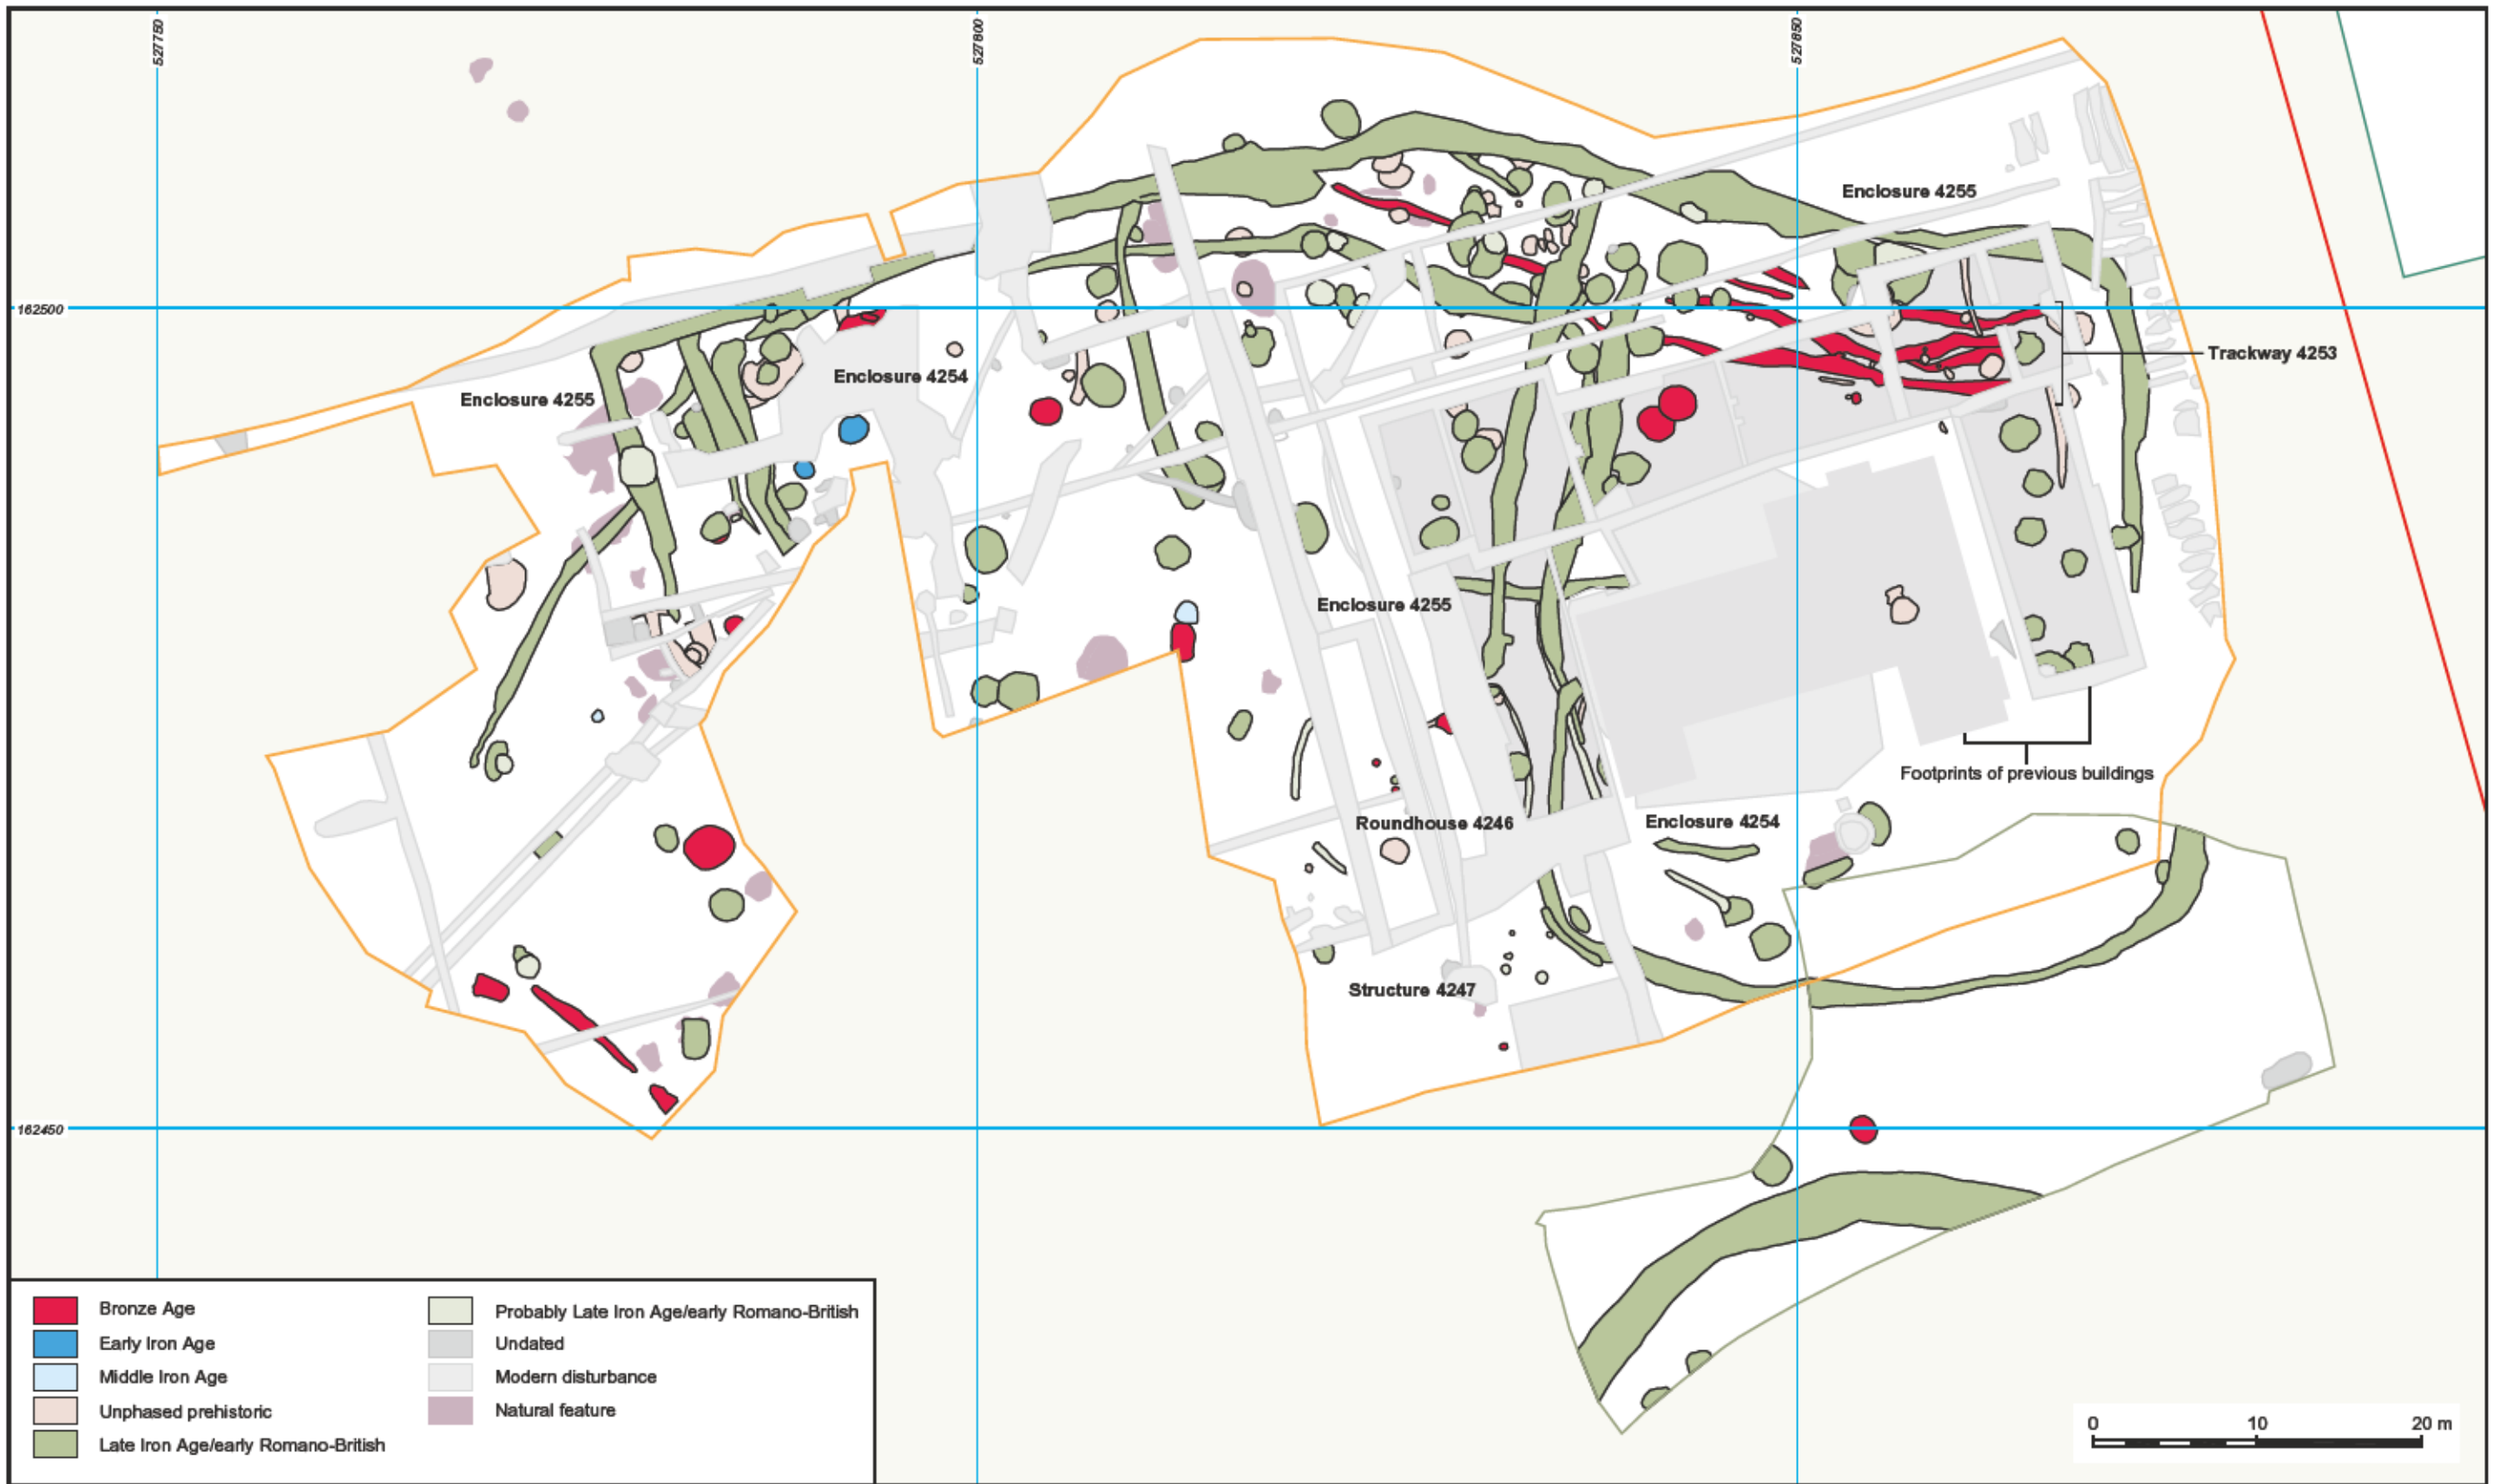 527750
527800
527850
Enclosure 4255
162500
Trackway 4253
Enclosure 4254
Enclosure 4255
Enclosure 4255
Footprints of previous buildings
Roundhouse 4246
Enclosure 4254
Structure 4247
162450
Bronze Age
Early Iron Age
Middle Iron Age
Unphased prehistoric
Late Iron Age/early Romano-British
Probably Late Iron Age/early Romano-British
Undated
Modern disturbance
Natural feature
0 10 20 m